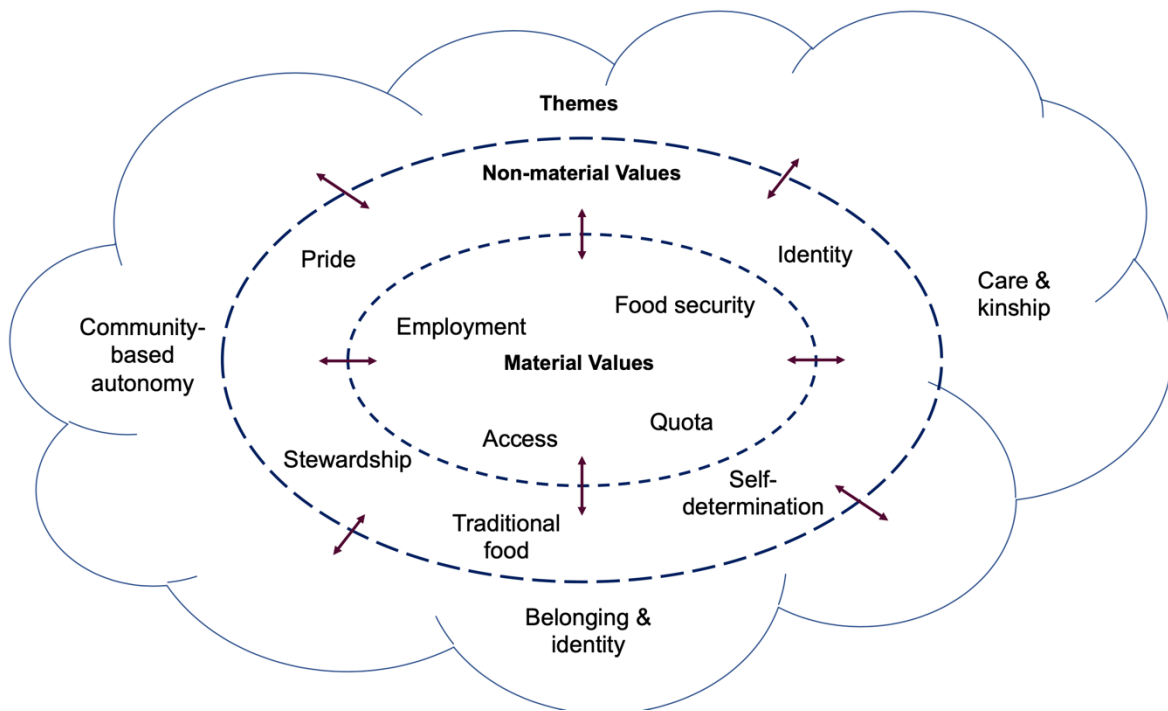 Themes
Non-material Values
Pride
Identity
Care &
kinship
Community-
based
autonomy
Food security
Employment
Material Values
Quota
Access
Stewardship
Self-
determination
Traditional
food
Belonging &
identity